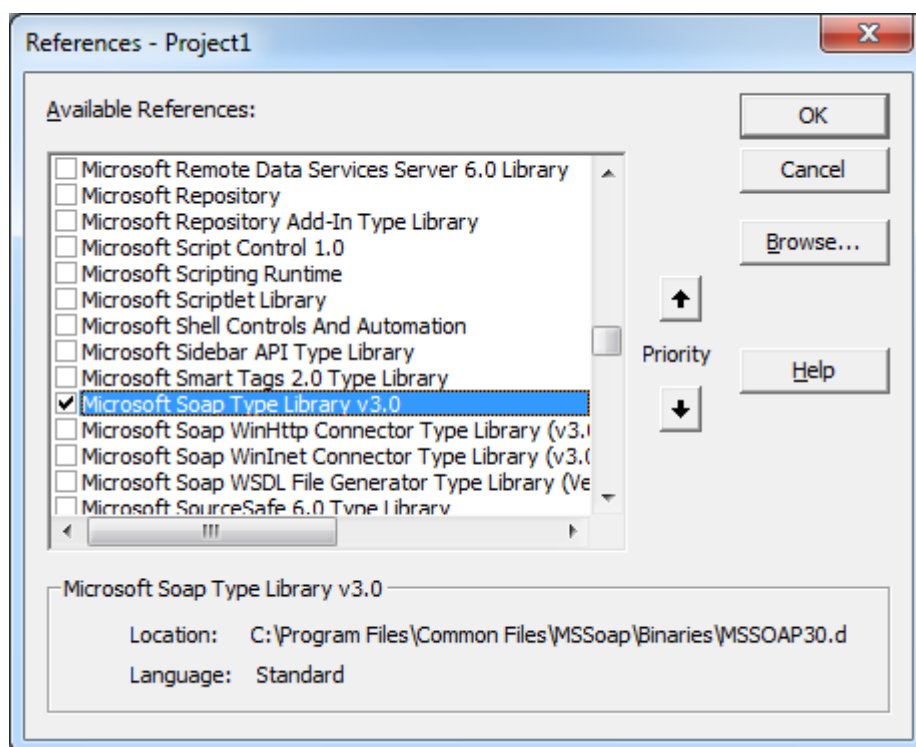 References - Project1
Available References:
OK
Cancel
Browse...
Help
Microsoft Remote Data Services Server 6.0 Library
Microsoft Repository
Microsoft Repository Add-In Type Library
Microsoft Script Control 1.0
Microsoft Scripting Runtime
Microsoft Scriptlet Library
Microsoft Shell Controls And Automation
Microsoft Sidebar API Type Library
Microsoft Smart Tags 2.0 Type Library
Microsoft Soap Type Library v3.0
Microsoft Soap WinHttp Connector Type Library (v3.0
Microsoft Soap WinInet Connector Type Library (v3.0
Microsoft Soap WSDL File Generator Type Library (Ve
Microsoft SourceSafe 6.0 Type Library
Priority
Microsoft Soap Type Library v3.0
Location: C:\Program Files\Common Files\MSSoap\Binaries\MSSOAP30.d
Language: Standard